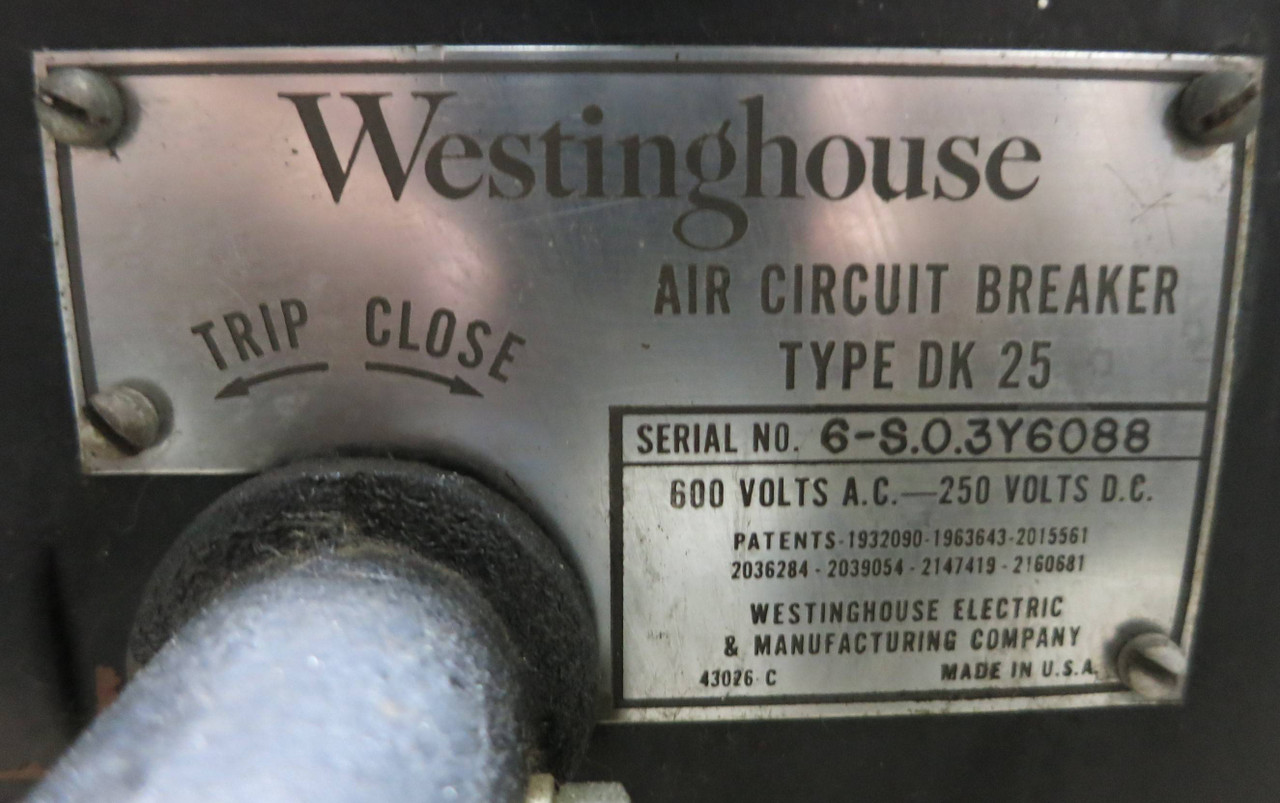 Westinghouse
AIR CIRCUIT BREAKER
TYPE DK 25
TRIP CLOSE
SERIAL NO. 6-S.O.3Y6088
600 VOLTS A.C.—250 VOLTS D.C.
PATENTS-1932090-1963643-2015561
2036284-2039054-2147419-2160681
WESTINGHOUSE ELECTRIC
& MANUFACTURING COMPANY
43026-C MADE IN U.S.A.